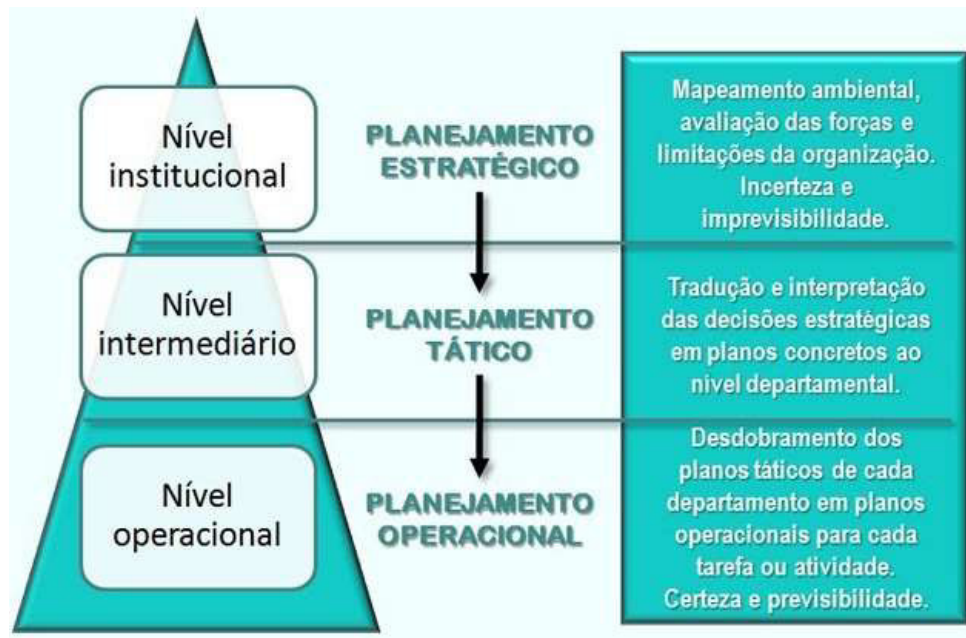 Nível
institucional
PLANEJAMENTO
ESTRATÉGICO
Mapeamento ambiental,
avaliação das forças e
limitações da organização.
Incerteza e
imprevisibilidade.
Nível
intermediário
PLANEJAMENTO
TÁTICO
Tradução e interpretação
das decisões estratégicas
em planos concretos ao
nível departamental.
Nível
operacional
PLANEJAMENTO
OPERACIONAL
Desdobramento dos
planos táticos de cada
departamento em planos
operacionais para cada
tarefa ou atividade.
Certeza e previsibilidade.